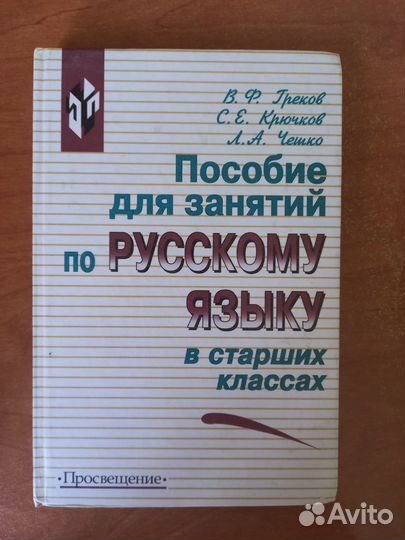 В. Ф. Греков
С. Е. Крючков
Л. А. Чешко
Пособие
для занятий
по РУССКОМУ
ЯЗЫКУ
в старших
классах
•Просвещение•
Avito